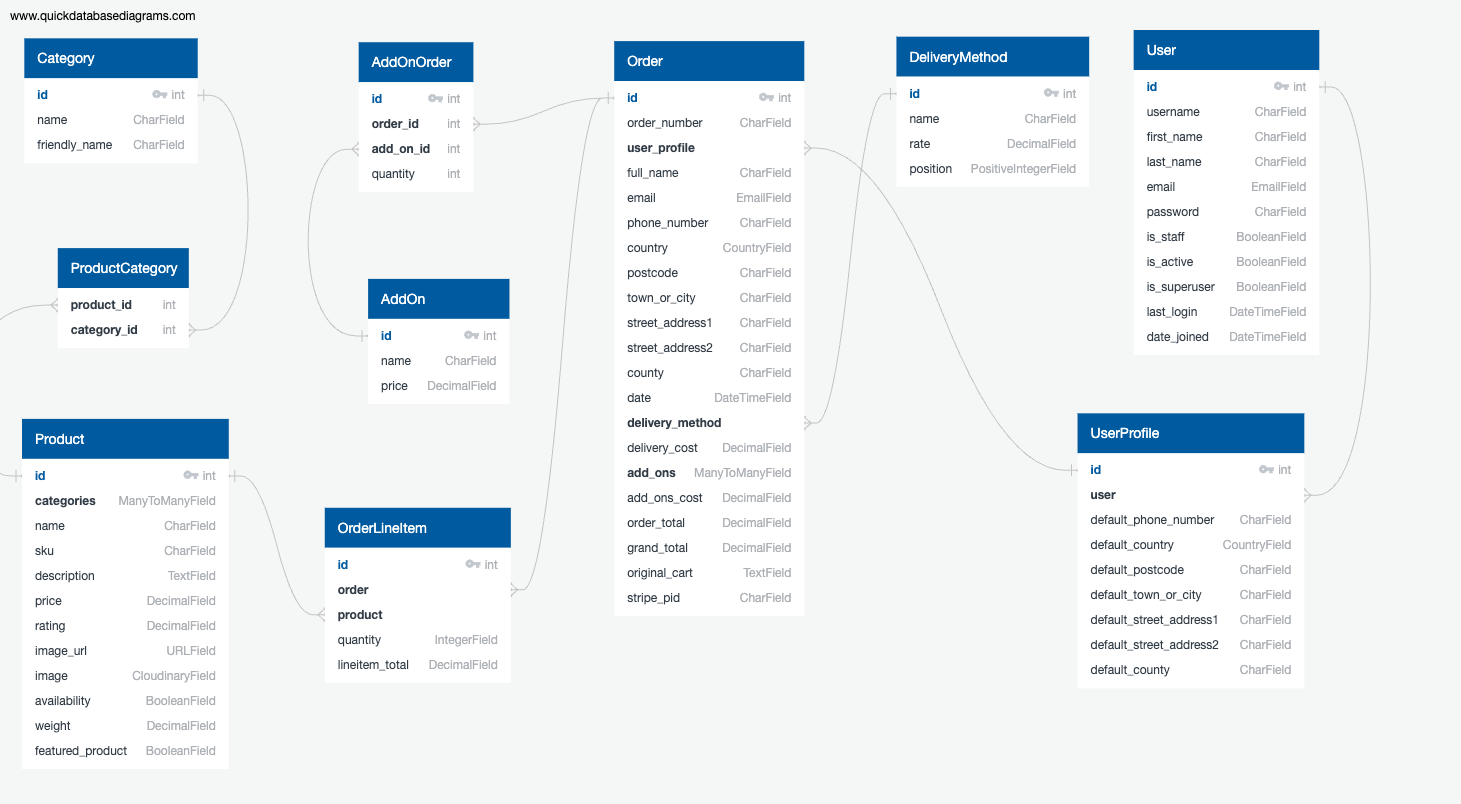 www.quickdatabasediagrams.com
Category
id int
name CharField
friendly_name CharField
AddOnOrder
id int
order_id int
add_on_id int
quantity int
Order
id int
order_number CharField
user_profile
full_name CharField
email EmailField
phone_number CharField
country CountryField
postcode CharField
town_or_city CharField
street_address1 CharField
street_address2 CharField
county CharField
date DateTimeField
delivery_method
delivery_cost DecimalField
add_ons ManyToManyField
add_ons_cost DecimalField
order_total DecimalField
grand_total DecimalField
original_cart TextField
stripe_pid CharField
DeliveryMethod
id int
name CharField
rate DecimalField
position PositiveIntegerField
User
id int
username CharField
first_name CharField
last_name CharField
email EmailField
password CharField
is_staff BooleanField
is_active BooleanField
is_superuser BooleanField
last_login DateTimeField
date_joined DateTimeField
ProductCategory
product_id int
category_id int
AddOn
id int
name CharField
price DecimalField
Product
id int
categories ManyToManyField
name CharField
sku CharField
description TextField
price DecimalField
rating DecimalField
image_url URLField
image CloudinaryField
availability BooleanField
weight DecimalField
featured_product BooleanField
OrderLineItem
id int
order
product
quantity IntegerField
lineitem_total DecimalField
UserProfile
id int
user
default_phone_number CharField
default_country CountryField
default_postcode CharField
default_town_or_city CharField
default_street_address1 CharField
default_street_address2 CharField
default_county CharField